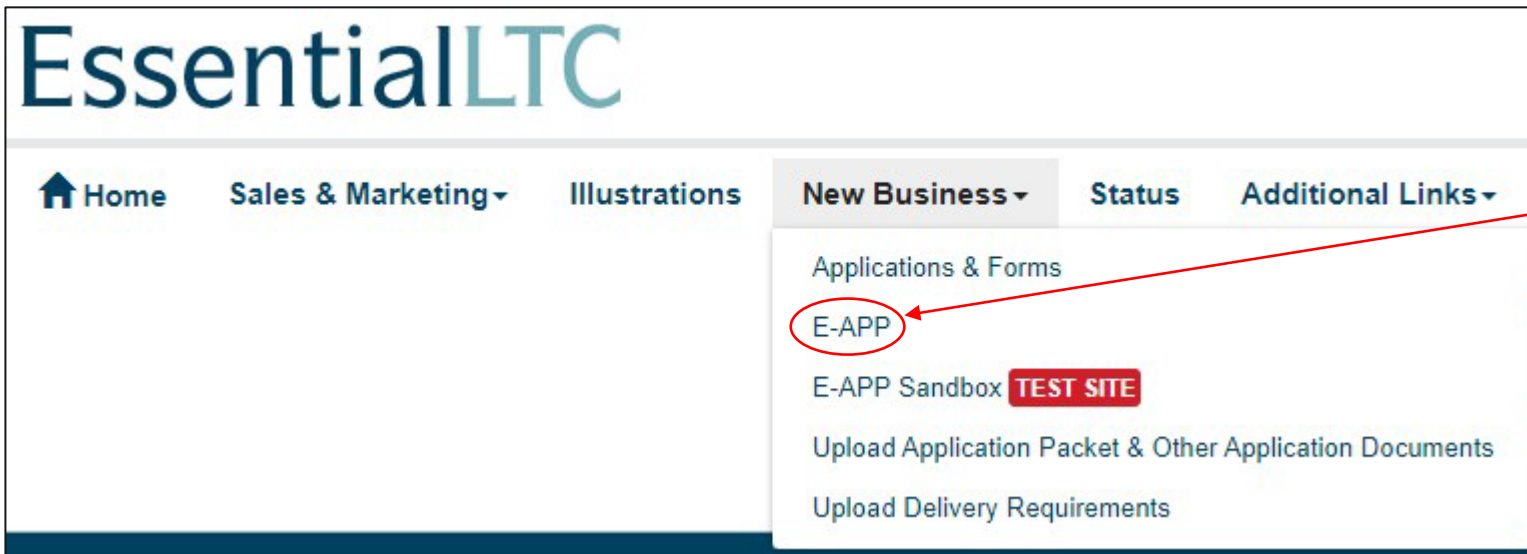 EssentialLTC
Home Sales & Marketing Illustrations New Business Status Additional Links
Applications & Forms
E-APP
E-APP Sandbox TEST SITE
Upload Application Packet & Other Application Documents
Upload Delivery Requirements